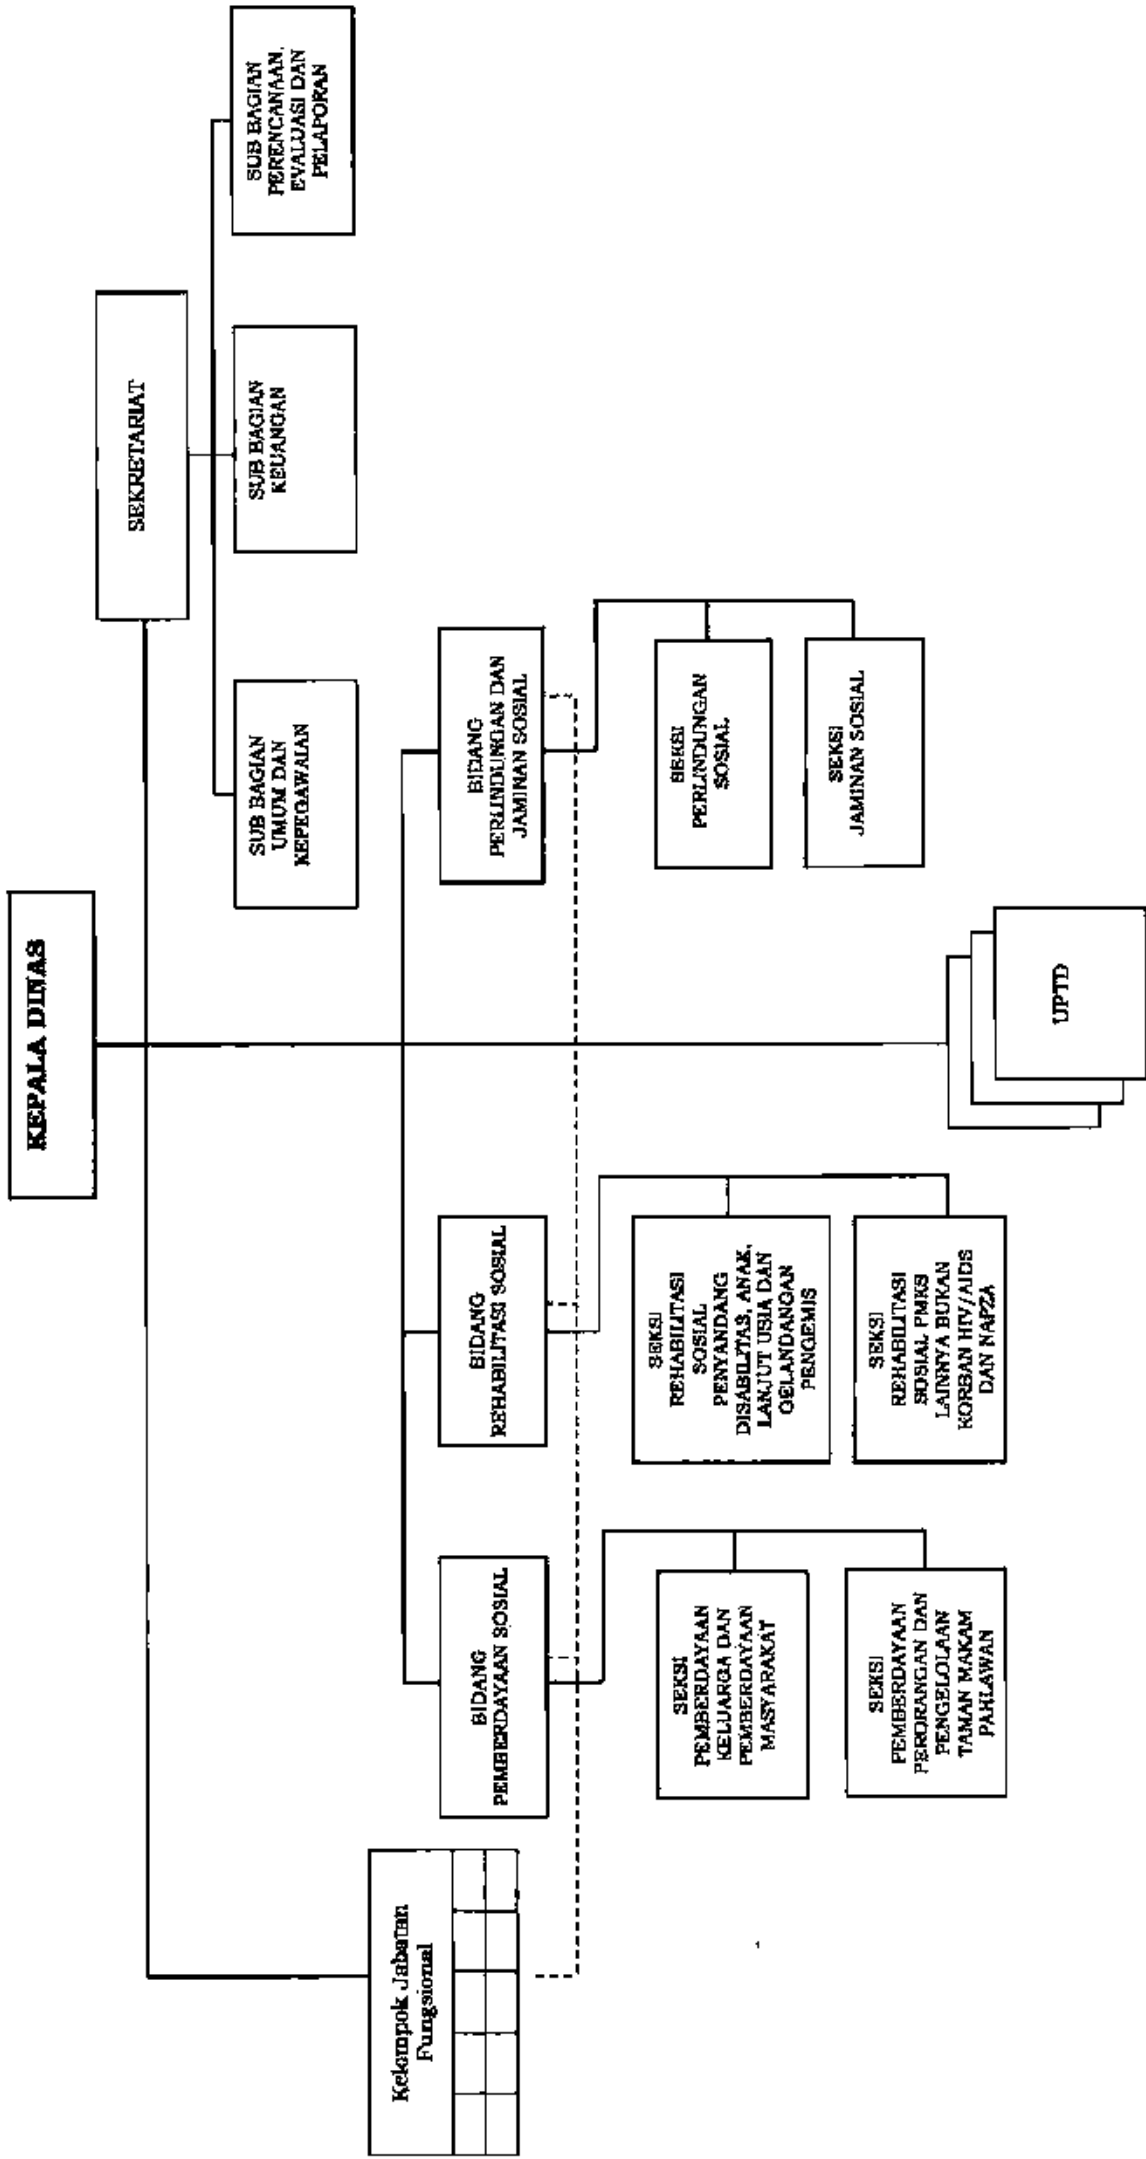 KEPALA DINAS
SEKRETARIAT
SUB BAGIAN
UMUM DAN
KEPEGAWAIAN
SUB BAGIAN
KEUANGAN
SUB BAGIAN
PERENCANAAN,
EVALUASI DAN
PELAPORAN
Kelompok Jabatan
Fungsional
BIDANG
PEMBERDAYAAN SOSIAL
BIDANG
REHABILITASI SOSIAL
BIDANG
PERLINDUNGAN DAN
JAMINAN SOSIAL
SEKSI
PEMBERDAYAAN
KELUARGA DAN
PEMBERDAYAAN
MASYARAKAT
SEKSI
REHABILITASI
SOSIAL
PENYANDANG
DISABILITAS, ANAK,
LANJUT USIA DAN
GELANDANGAN
PENGEMIS
SEKSI
PERLINDUNGAN
SOSIAL
SEKSI
PEMBERDAYAAN
PERORANGAN DAN
PENGELOLAAN
TAMAN MAKAM
PAHLAWAN
SEKSI
REHABILITASI
SOSIAL PMKS
LAINNYA BUKAN
KORBAN HIV/AIDS
DAN NAPZA
SEKSI
JAMINAN SOSIAL
UPTD